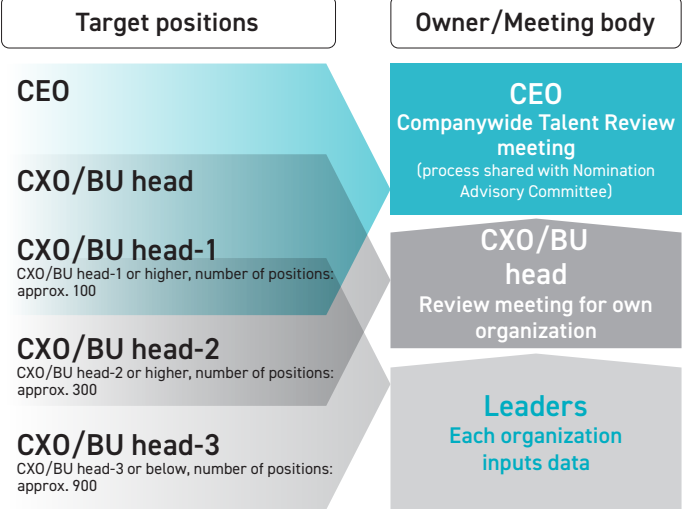 Target positions
Owner/Meeting body
CEO
CXO/BU head
CXO/BU head-1
CXO/BU head-1 or higher, number of positions:
approx. 100
CXO/BU head-2
CXO/BU head-2 or higher, number of positions:
approx. 300
CXO/BU head-3
CXO/BU head-3 or below, number of positions:
approx. 900
CEO
Companywide Talent Review
meeting
(process shared with Nomination
Advisory Committee)
CXO/BU
head
Review meeting for own
organization
Leaders
Each organization
inputs data